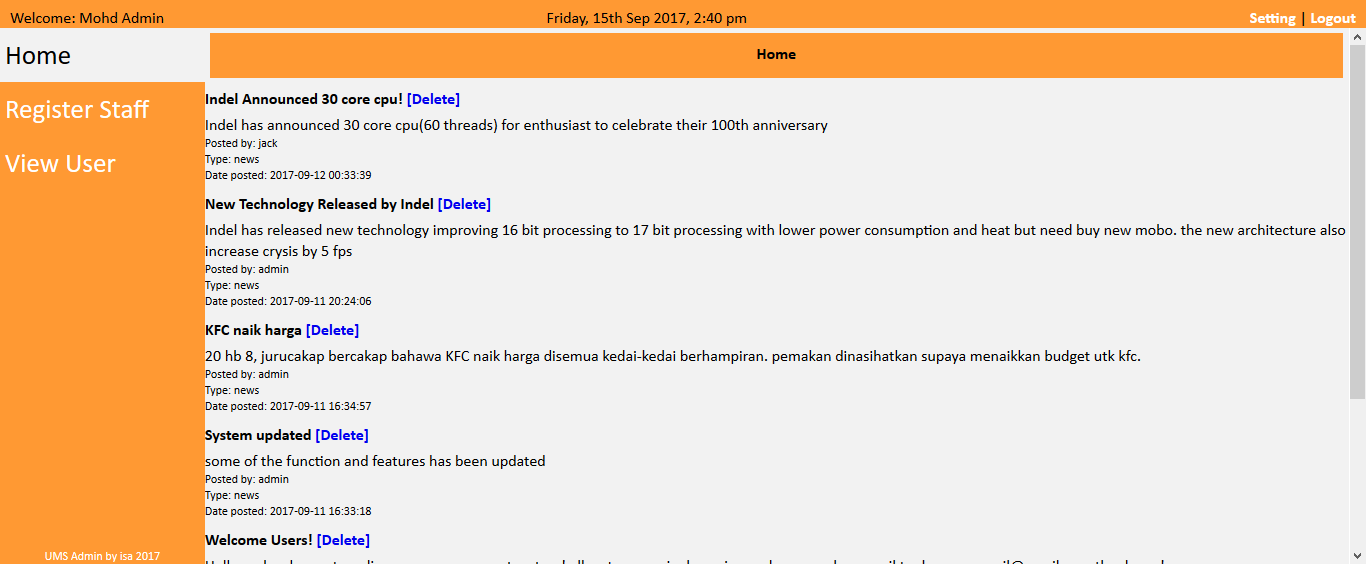 Welcome: Mohd Admin
Friday, 15th Sep 2017, 2:40 pm
Setting | Logout
Home
Register Staff
View User
UMS Admin by isa 2017
Home
Indel Announced 30 core cpu! [Delete]
Indel has announced 30 core cpu(60 threads) for enthusiast to celebrate their 100th anniversary
Posted by: jack
Type: news
Date posted: 2017-09-12 00:33:39
New Technology Released by Indel [Delete]
Indel has released new technology improving 16 bit processing to 17 bit processing with lower power consumption and heat but need buy new mobo. the new architecture also
increase crysis by 5 fps
Posted by: admin
Type: news
Date posted: 2017-09-11 20:24:06
KFC naik harga [Delete]
20 hb 8, jurucakap bercakap bahawa KFC naik harga disemua kedai-kedai berhampiran. pemakan dinasihatkan supaya menaikkan budget utk kfc.
Posted by: admin
Type: news
Date posted: 2017-09-11 16:34:57
System updated [Delete]
some of the function and features has been updated
Posted by: admin
Type: news
Date posted: 2017-09-11 16:33:18
Welcome Users! [Delete]